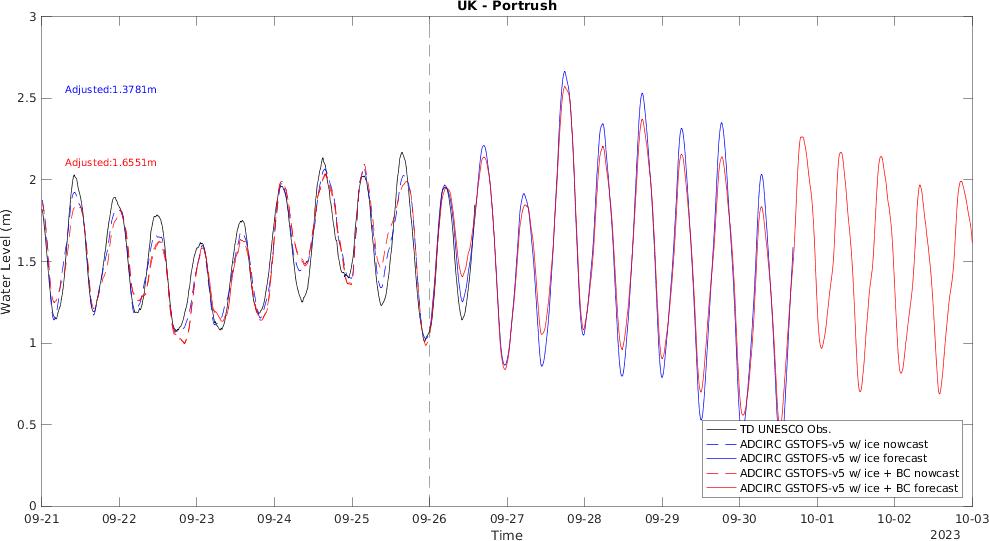 UK - Portrush
Adjusted:1.3781m
Adjusted:1.6551m
Water Level (m)
3
2.5
2
1.5
1
0.5
0
TD UNESCO Obs.
ADCIRC GSTOFS-v5 w/ ice nowcast
ADCIRC GSTOFS-v5 w/ ice forecast
ADCIRC GSTOFS-v5 w/ ice + BC nowcast
ADCIRC GSTOFS-v5 w/ ice + BC forecast
09-21 09-22 09-23 09-24 09-25 09-26 09-27 09-28 09-29 09-30 10-01 10-02 10-03
Time
2023